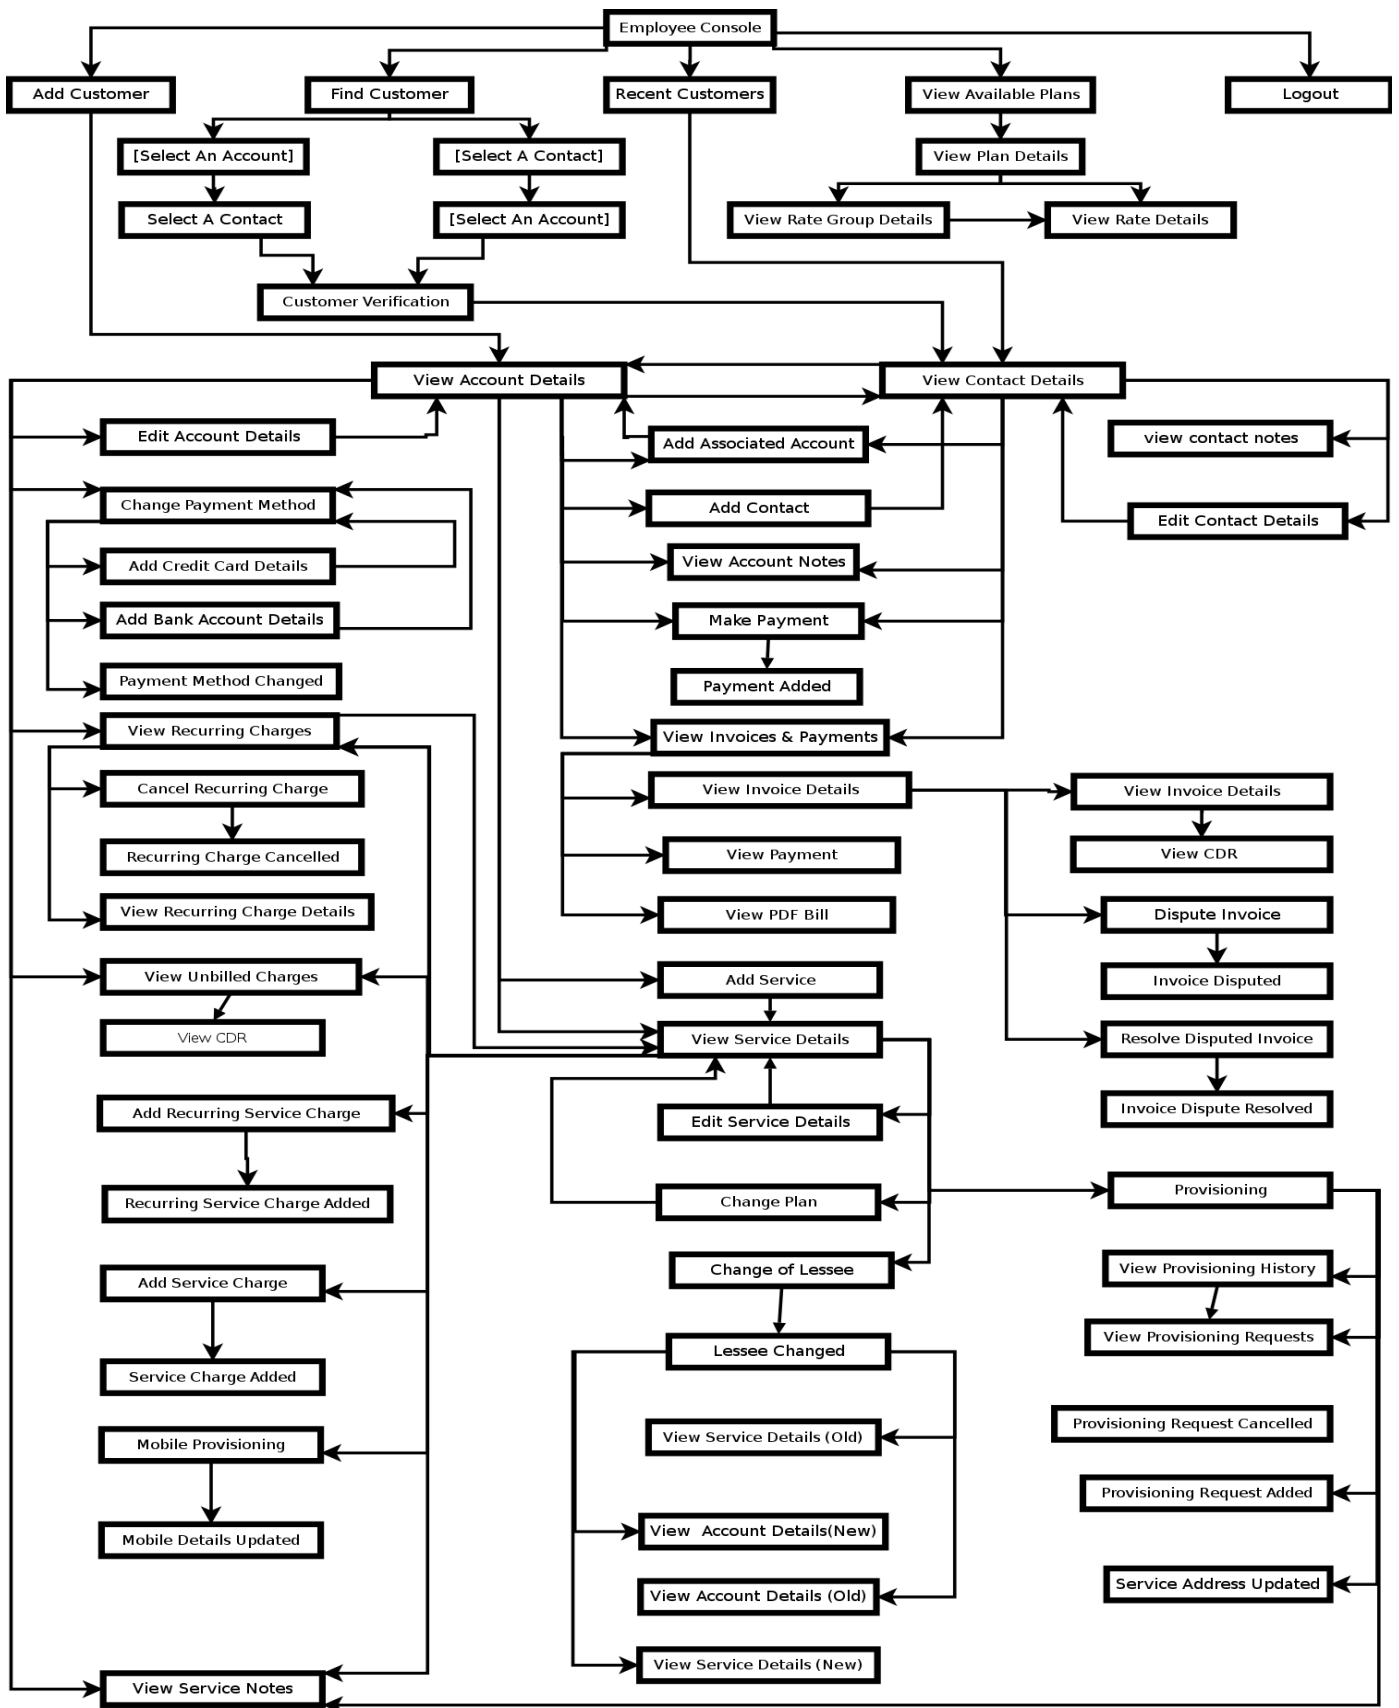 Employee Console
Add Customer
Find Customer
Recent Customers
View Available Plans
Logout
[Select An Account]
[Select A Contact]
View Plan Details
Select A Contact
[Select An Account]
View Rate Group Details
View Rate Details
Customer Verification
View Account Details
View Contact Details
Edit Account Details
Add Associated Account
view contact notes
Change Payment Method
Add Contact
Edit Contact Details
Add Credit Card Details
View Account Notes
Add Bank Account Details
Make Payment
Payment Method Changed
Payment Added
View Recurring Charges
View Invoices & Payments
Cancel Recurring Charge
View Invoice Details
View Invoice Details
Recurring Charge Cancelled
View Payment
View CDR
View Recurring Charge Details
View PDF Bill
Dispute Invoice
View Unbilled Charges
Add Service
Invoice Disputed
View CDR
View Service Details
Resolve Disputed Invoice
Add Recurring Service Charge
Edit Service Details
Invoice Dispute Resolved
Recurring Service Charge Added
Change Plan
Provisioning
Add Service Charge
Change of Lessee
View Provisioning History
Service Charge Added
Lessee Changed
View Provisioning Requests
Mobile Provisioning
View Service Details (Old)
Provisioning Request Cancelled
Mobile Details Updated
View  Account Details(New)
Provisioning Request Added
View Account Details (Old)
Service Address Updated
View Service Notes
View Service Details (New)